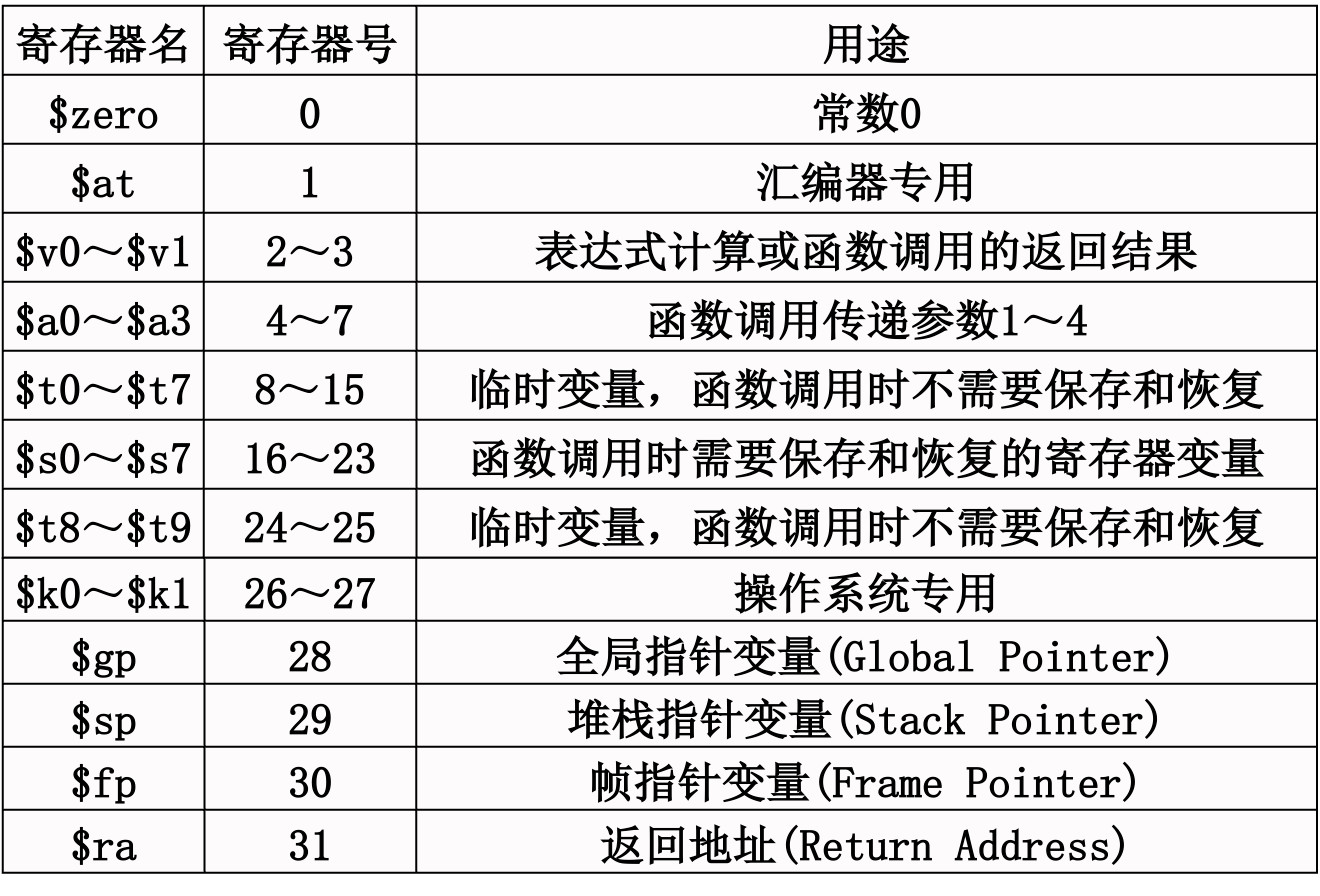 寄存器名 寄存器号 用途
$zero 0 常数0
$at 1 汇编器专用
$v0～$v1 2～3 表达式计算或函数调用的返回结果
$a0～$a3 4～7 函数调用传递参数1～4
$t0～$t7 8～15 临时变量，函数调用时不需要保存和恢复
$s0～$s7 16～23 函数调用时需要保存和恢复的寄存器变量
$t8～$t9 24～25 临时变量，函数调用时不需要保存和恢复
$k0～$k1 26～27 操作系统专用
$gp 28 全局指针变量(Global Pointer)
$sp 29 堆栈指针变量(Stack Pointer)
$fp 30 帧指针变量(Frame Pointer)
$ra 31 返回地址(Return Address)